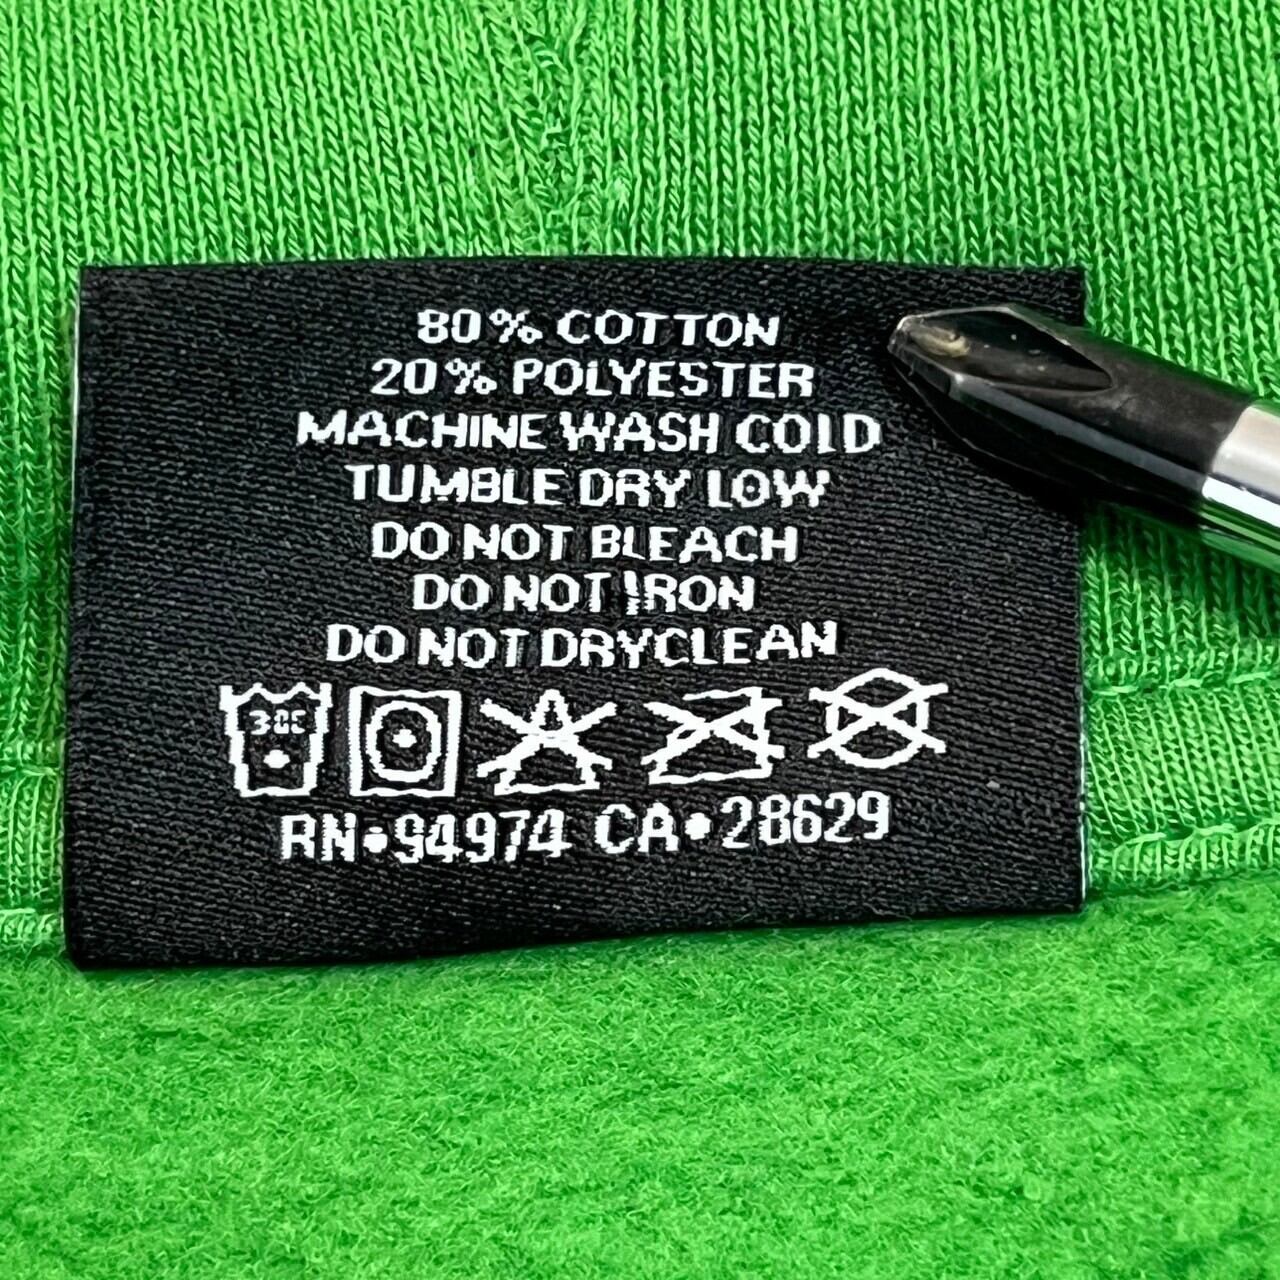 80% COTTON
20% POLYESTER
MACHINE WASH COLD
TUMBLE DRY LOW
DO NOT BLEACH
DO NOT IRON
DO NOT DRYCLEAN
30C
RN•94974 CA•28629